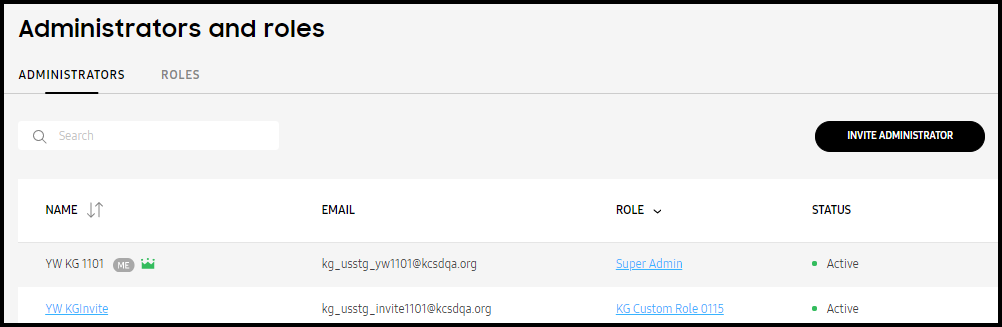 Administrators and roles
ADMINISTRATORS ROLES
Search INVITE ADMINISTRATOR
NAME EMAIL ROLE STATUS
YW KG 1101 ME kg_usstg_yw1101@kcsdqa.org Super Admin Active
YW KGInvite kg_usstg_invite1101@kcsdqa.org KG Custom Role 0115 Active